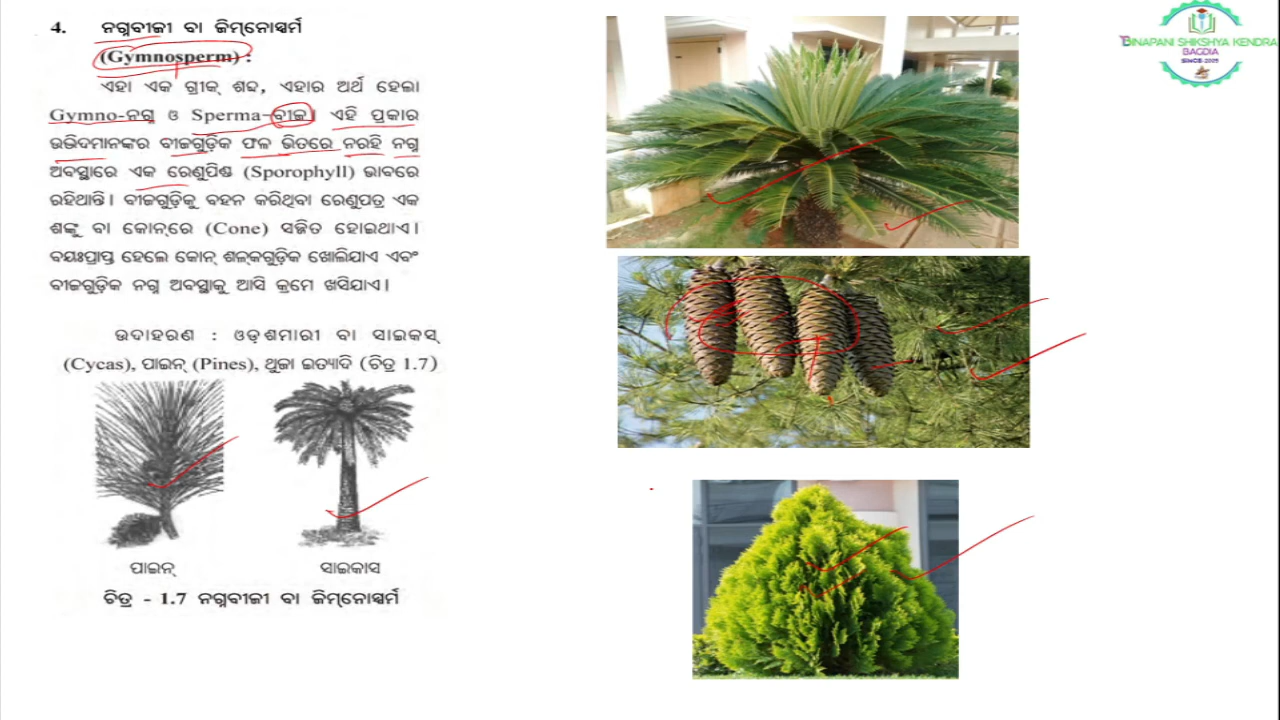 4. ନଗ୍ନବୀଜୀ ବା ଜିମ୍‌ନୋସ୍ପର୍ମ
(Gymnosperm) :
ଏହା ଏକ ଗ୍ରୀକ୍ ଶବ୍ଦ, ଏହାର ଅର୍ଥ ହେଲା
Gymno-ନଗ୍ନ ଓ Sperma-ବୀଜ। ଏହି ପ୍ରକାର
ଉଦ୍ଭିଦମାନଙ୍କର ବୀଜଗୁଡ଼ିକ ଫଳ ଭିତରେ ନରହି ନଗ୍ନ
ଅବସ୍ଥାରେ ଏକ ରେଣୁପିଷ୍ଟ (Sporophyll) ଭାବରେ
ରହିଥାନ୍ତି। ବୀଜଗୁଡ଼ିକୁ ବହନ କରିଥିବା ରେଣୁପତ୍ର ଏକ
ଶଙ୍କୁ ବା କୋନ୍‌ରେ (Cone) ସଜ୍ଜିତ ହୋଇଥାଏ।
ବୟଃପ୍ରାପ୍ତ ହେଲେ କୋନ୍ ଶଳ୍‌କଗୁଡ଼ିକ ଖୋଲିଯାଏ ଏବଂ
ବୀଜଗୁଡ଼ିକ ନଗ୍ନ ଅବସ୍ଥାକୁ ଆସି କ୍ରମେ ଖସିଯାଏ।
ଉଦାହରଣ : ଓଡ଼ଶମାରୀ ବା ସାଇକସ୍
(Cycas), ପାଇନ୍ (Pines), ଥୁଜା ଇତ୍ୟାଦି (ଚିତ୍ର 1.7)
ପାଇନ୍ ସାଇକାସ
ଚିତ୍ର - 1.7 ନଗ୍ନବୀଜୀ ବା ଜିମ୍‌ନୋସ୍ପର୍ମ
BINAPANI SHIKSHYA KENDRA
BAGDIA
SINCE 2005